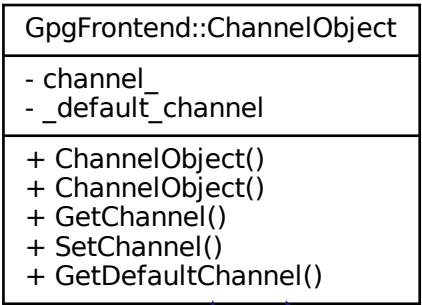 GpgFrontend::ChannelObject
- channel_
- _default_channel
+ ChannelObject()
+ ChannelObject()
+ GetChannel()
+ SetChannel()
+ GetDefaultChannel()